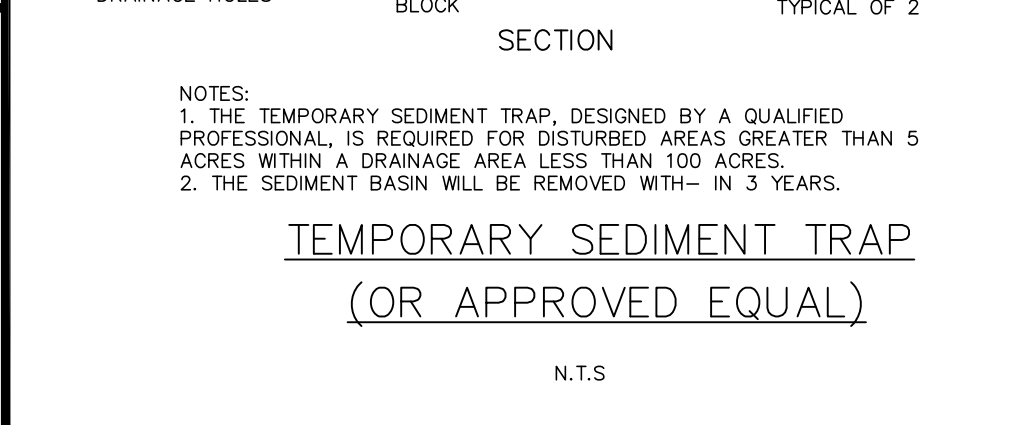 DRAINAGE HOLES
BLOCK
TYPICAL OF 2
SECTION
NOTES:
1. THE TEMPORARY SEDIMENT TRAP, DESIGNED BY A QUALIFIED
PROFESSIONAL, IS REQUIRED FOR DISTURBED AREAS GREATER THAN 5
ACRES WITHIN A DRAINAGE AREA LESS THAN 100 ACRES.
2. THE SEDIMENT BASIN WILL BE REMOVED WITH– IN 3 YEARS.
TEMPORARY SEDIMENT TRAP
(OR APPROVED EQUAL)
N.T.S